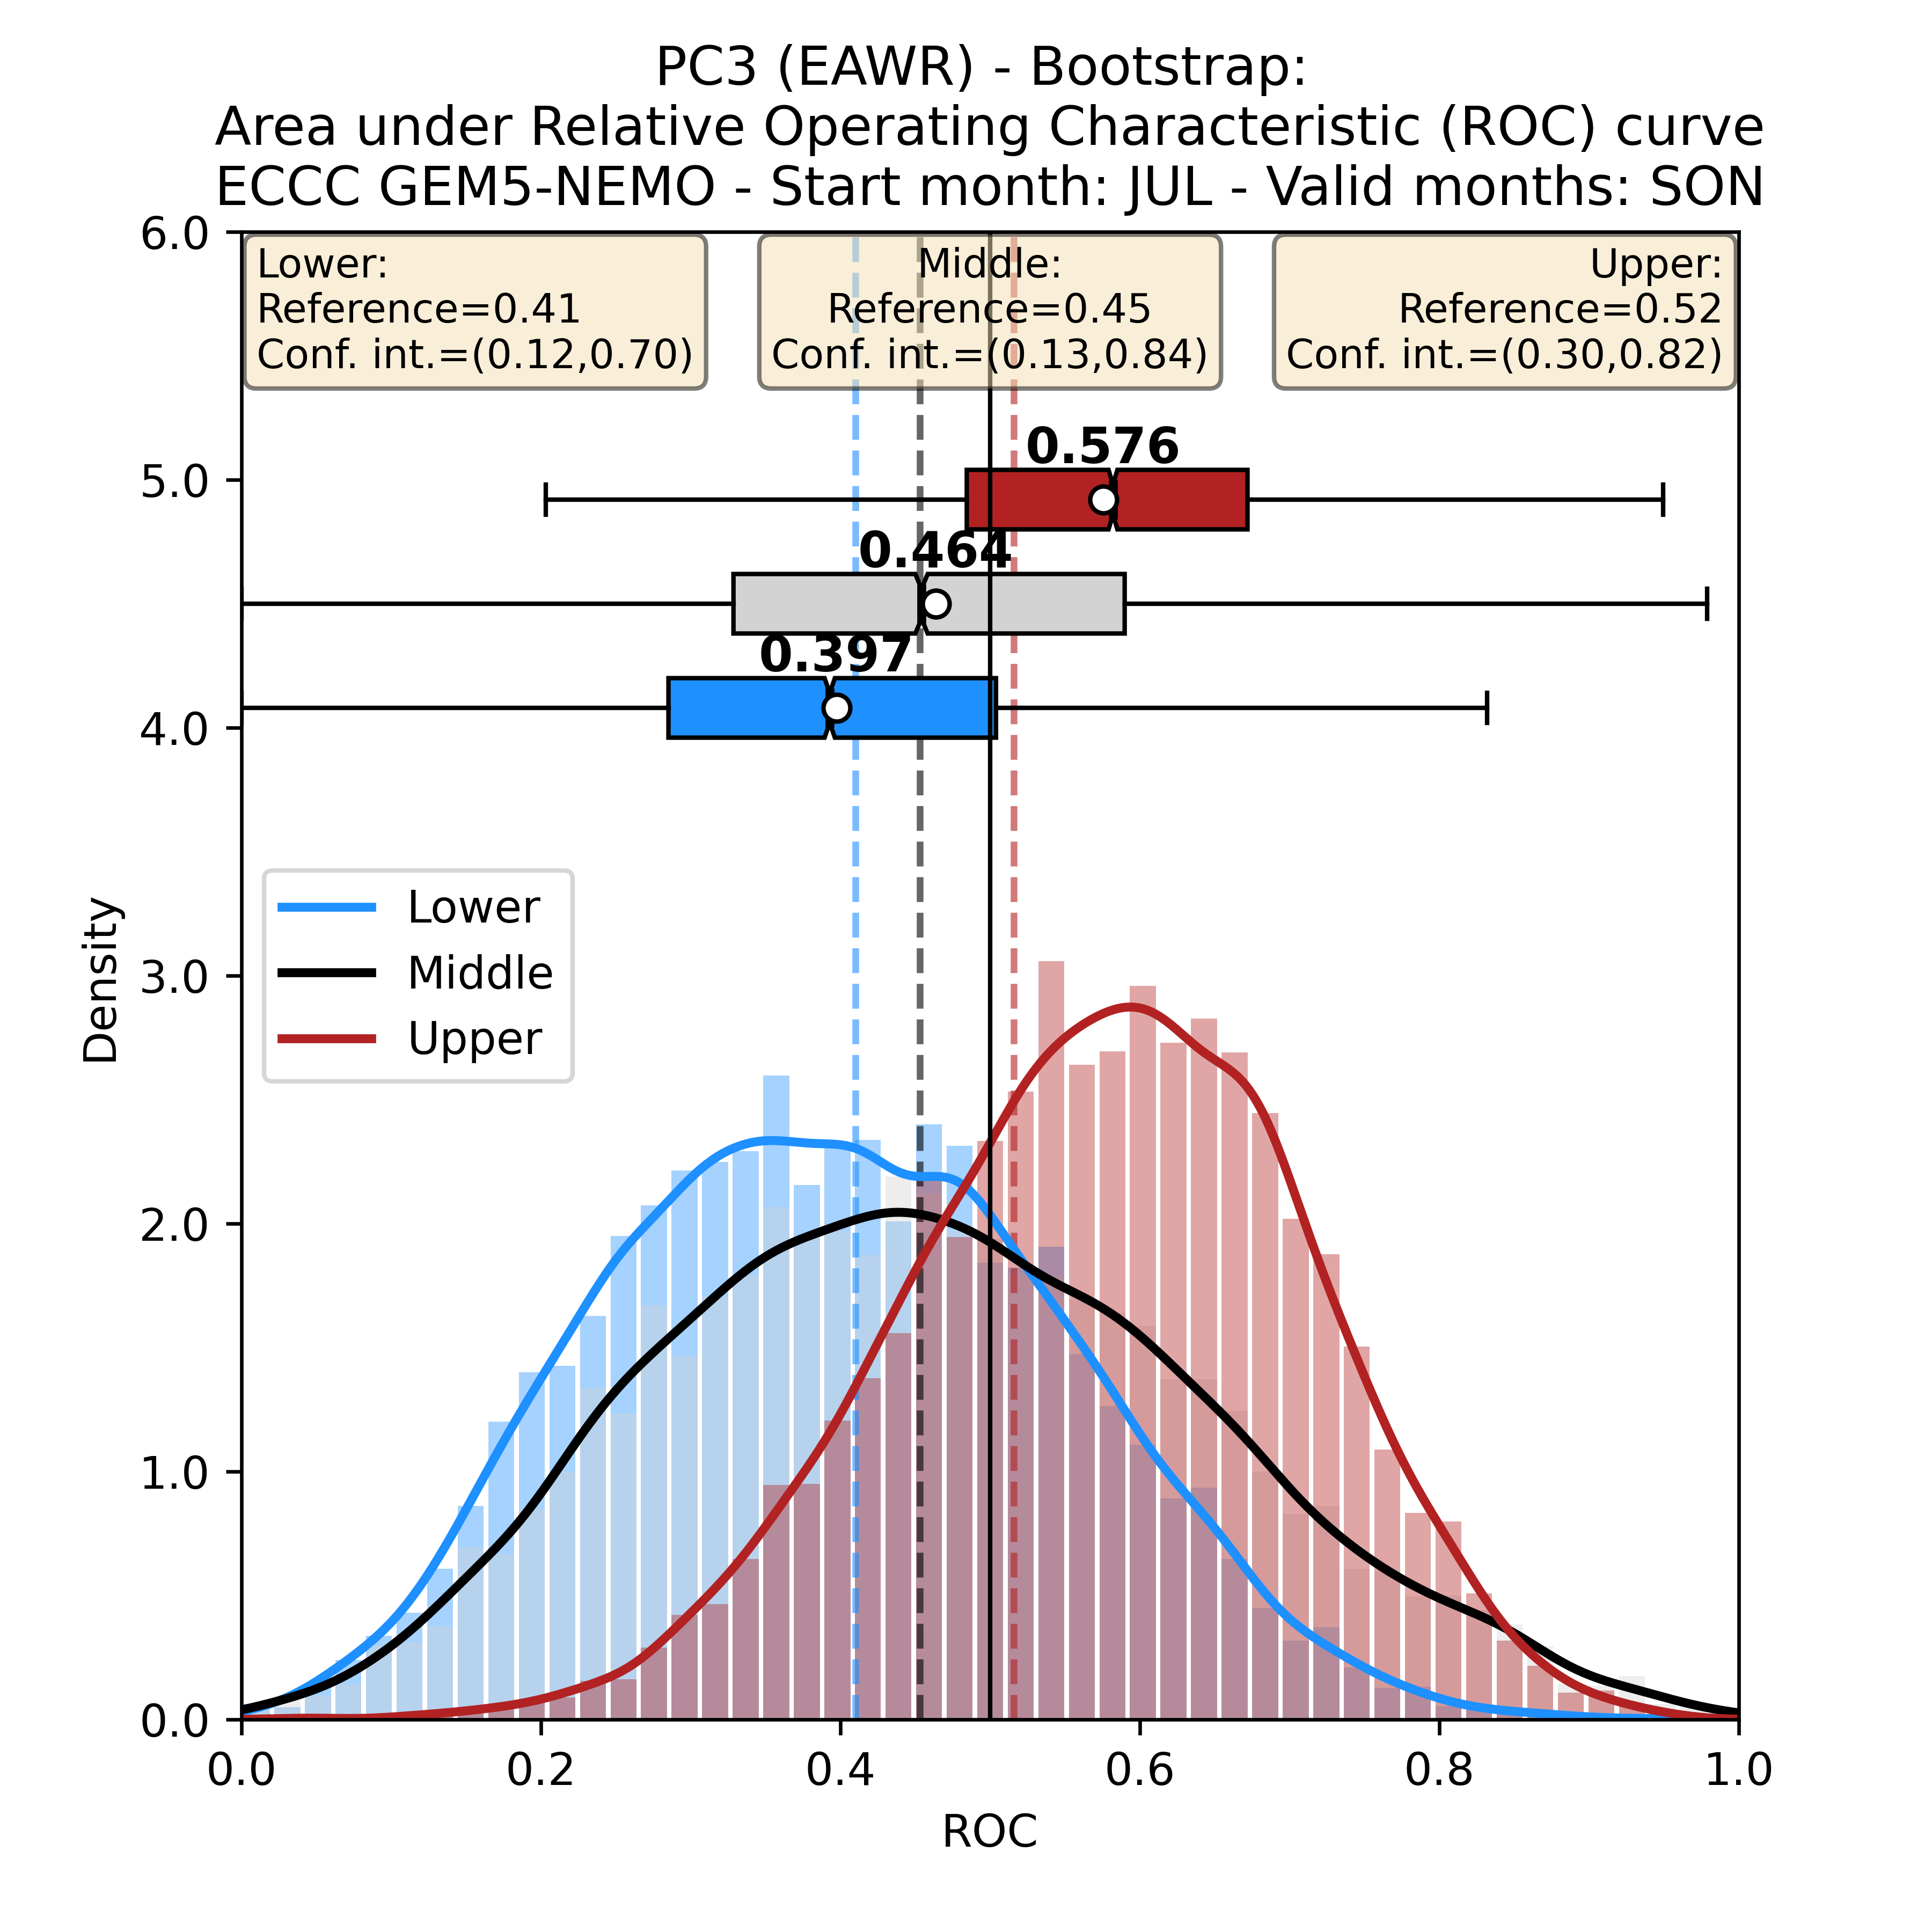 PC3 (EAWR) - Bootstrap:
Area under Relative Operating Characteristic (ROC) curve
ECCC GEM5-NEMO - Start month: JUL - Valid months: SON
Lower:
Reference=0.41
Conf. int.=(0.12,0.70)
Middle:
Reference=0.45
Conf. int.=(0.13,0.84)
Upper:
Reference=0.52
Conf. int.=(0.30,0.82)
0.576
0.464
0.397
6.0
5.0
4.0
3.0
2.0
1.0
0.0
Density
Lower
Middle
Upper
0.0 0.2 0.4 0.6 0.8 1.0
ROC